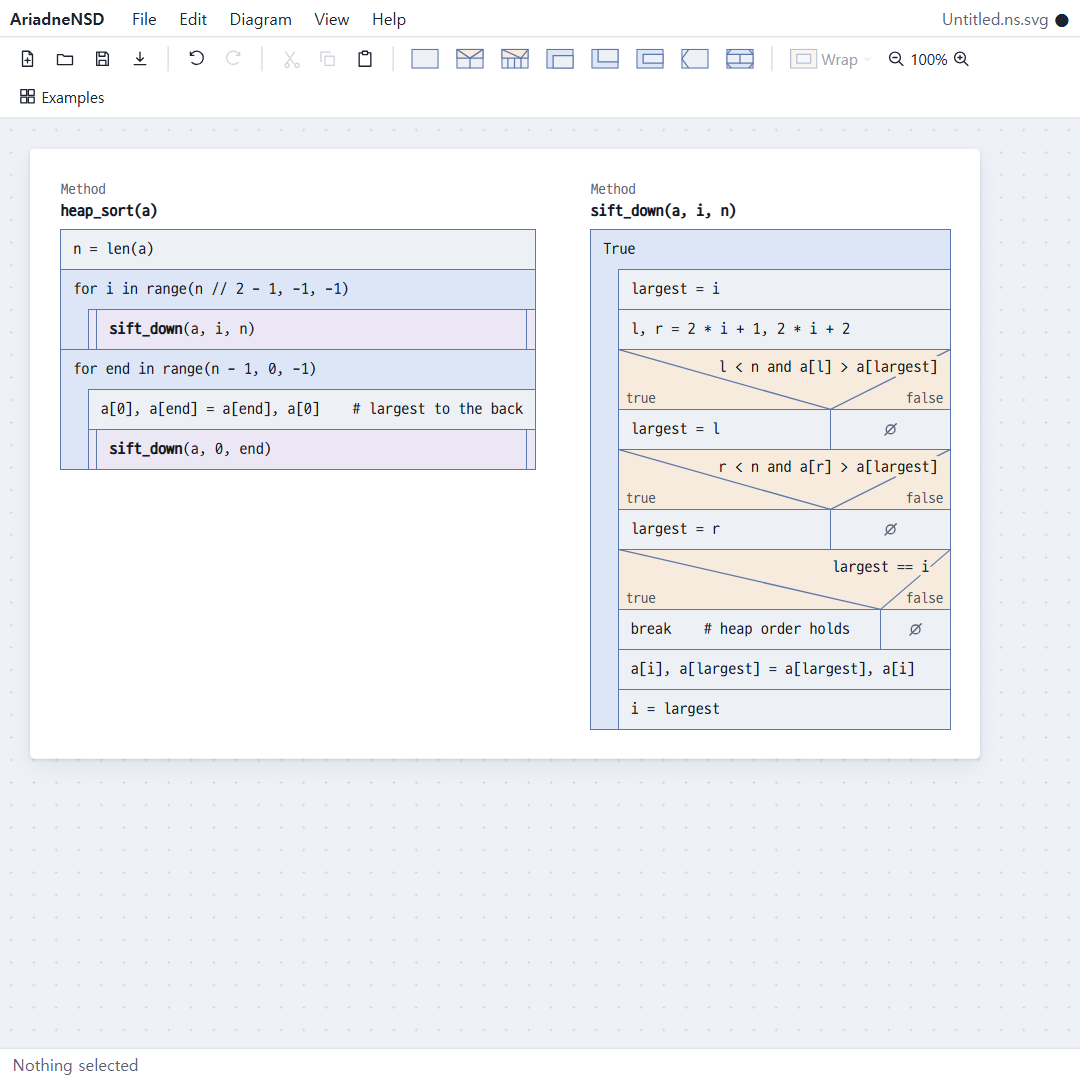 AriadneNSD File Edit Diagram View Help Untitled.ns.svg
Wrap 100%
Examples
Method
heap_sort(a)
n = len(a)
for i in range(n // 2 - 1, -1, -1)
sift_down(a, i, n)
for end in range(n - 1, 0, -1)
a[0], a[end] = a[end], a[0]    # largest to the back
sift_down(a, 0, end)
Method
sift_down(a, i, n)
True
largest = i
l, r = 2 * i + 1, 2 * i + 2
l < n and a[l] > a[largest]
true false
largest = l ∅
r < n and a[r] > a[largest]
true false
largest = r ∅
largest == i
true false
break    # heap order holds ∅
a[i], a[largest] = a[largest], a[i]
i = largest
Nothing selected